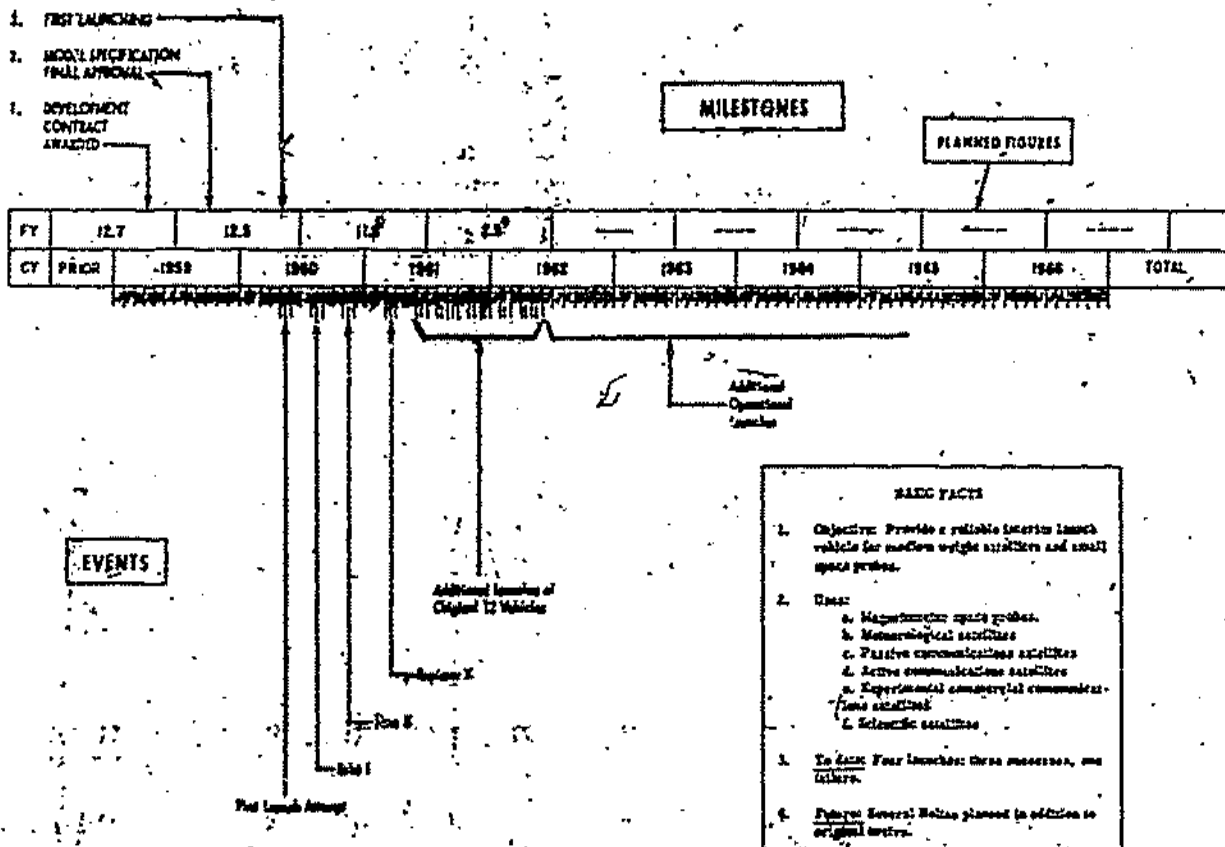 3. FIRST LAUNCHING
2. MODEL SPECIFICATION
FINAL APPROVAL
1. DEVELOPMENT
CONTRACT
AWARDED
MILESTONES
PLANNED FIGURES
FY 12.7 12.5
CY PRIOR 1959 1960 1961 1962 1963 1964 1965 1966 TOTAL
Additional
Operational
Launches
EVENTS
Additional launches of
Original 12 Vehicles
Explorer X
Echo I
First Launch Attempt
BASIC FACTS
1. Objective: Provide a reliable interim launch
vehicle for medium weight satellites and small
space probes.
2. Uses:
a. space probes.
b. Meteorological satellites
c. Passive communications satellites
d. Active communications satellites
e. Experimental commercial communicat-
ions satellites
f. Scientific satellites
3. To date: Four launches: three successes, one
failure.
4. Future: Several planned in addition to
original twelve.